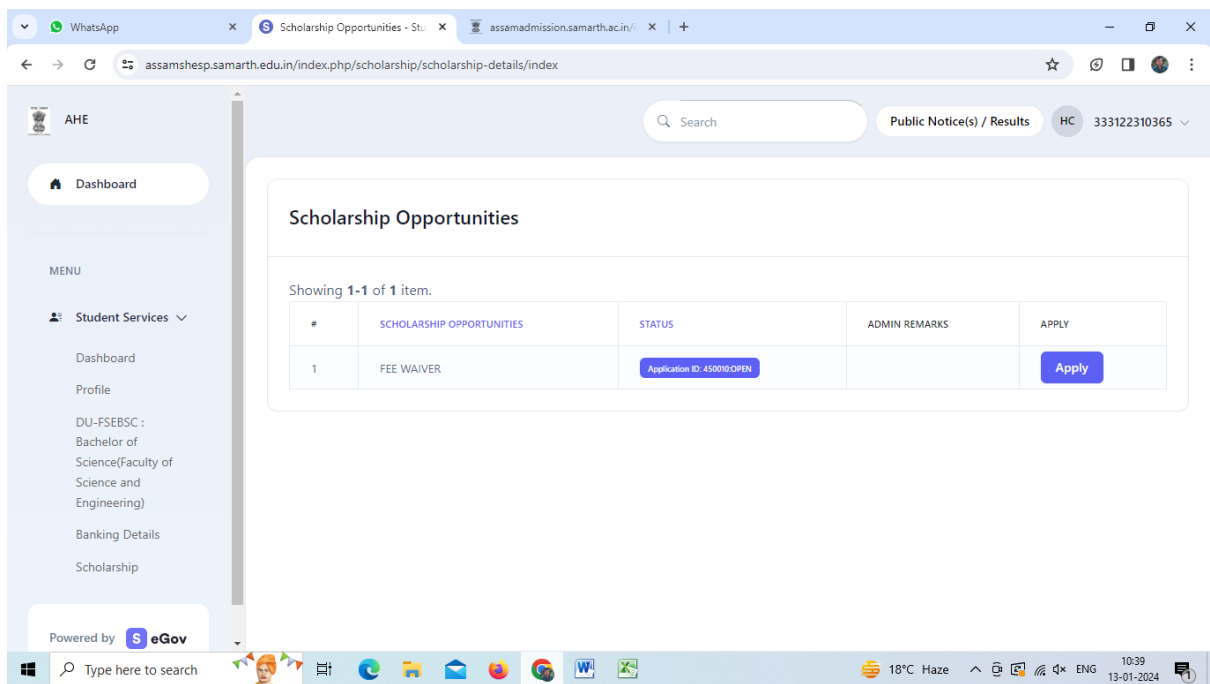 WhatsApp
Scholarship Opportunities - Stu
assamadmission.samarth.ac.in/
assamshesp.samarth.edu.in/index.php/scholarship/scholarship-details/index
AHE
Search
Public Notice(s) / Results
HC
333122310365
Dashboard
MENU
Student Services
Dashboard
Profile
DU-FSEBSC :
Bachelor of
Science(Faculty of
Science and
Engineering)
Banking Details
Scholarship
Powered by S eGov
Scholarship Opportunities
Showing 1-1 of 1 item.
# SCHOLARSHIP OPPORTUNITIES STATUS ADMIN REMARKS APPLY
1 FEE WAIVER Application ID: 450010:OPEN Apply
Type here to search
18°C Haze
ENG
10:39
13-01-2024
1